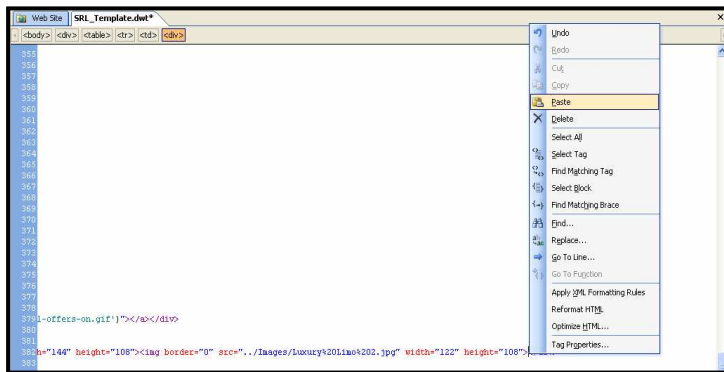 Web Site SRL_Template.dwt* ×
<body> <div> <table> <tr> <td> <div>
Undo
Redo
Cut
Copy
Paste
Delete
Select All
Select Tag
Find Matching Tag
Select Block
Find Matching Brace
Find...
Replace...
Go To Line...
Go To Function
Apply XML Formatting Rules
Reformat HTML
Optimize HTML...
Tag Properties...
355
356
357
358
359
360
361
362
363
364
365
366
367
368
369
370
371
372
373
374
375
376
377
378
379 l-offers-on.gif')"></a></div>
380
381
382 h="144" height="108"><img border="0" src="../Images/Luxury%20Limo%202.jpg" width="122" height="108">
383